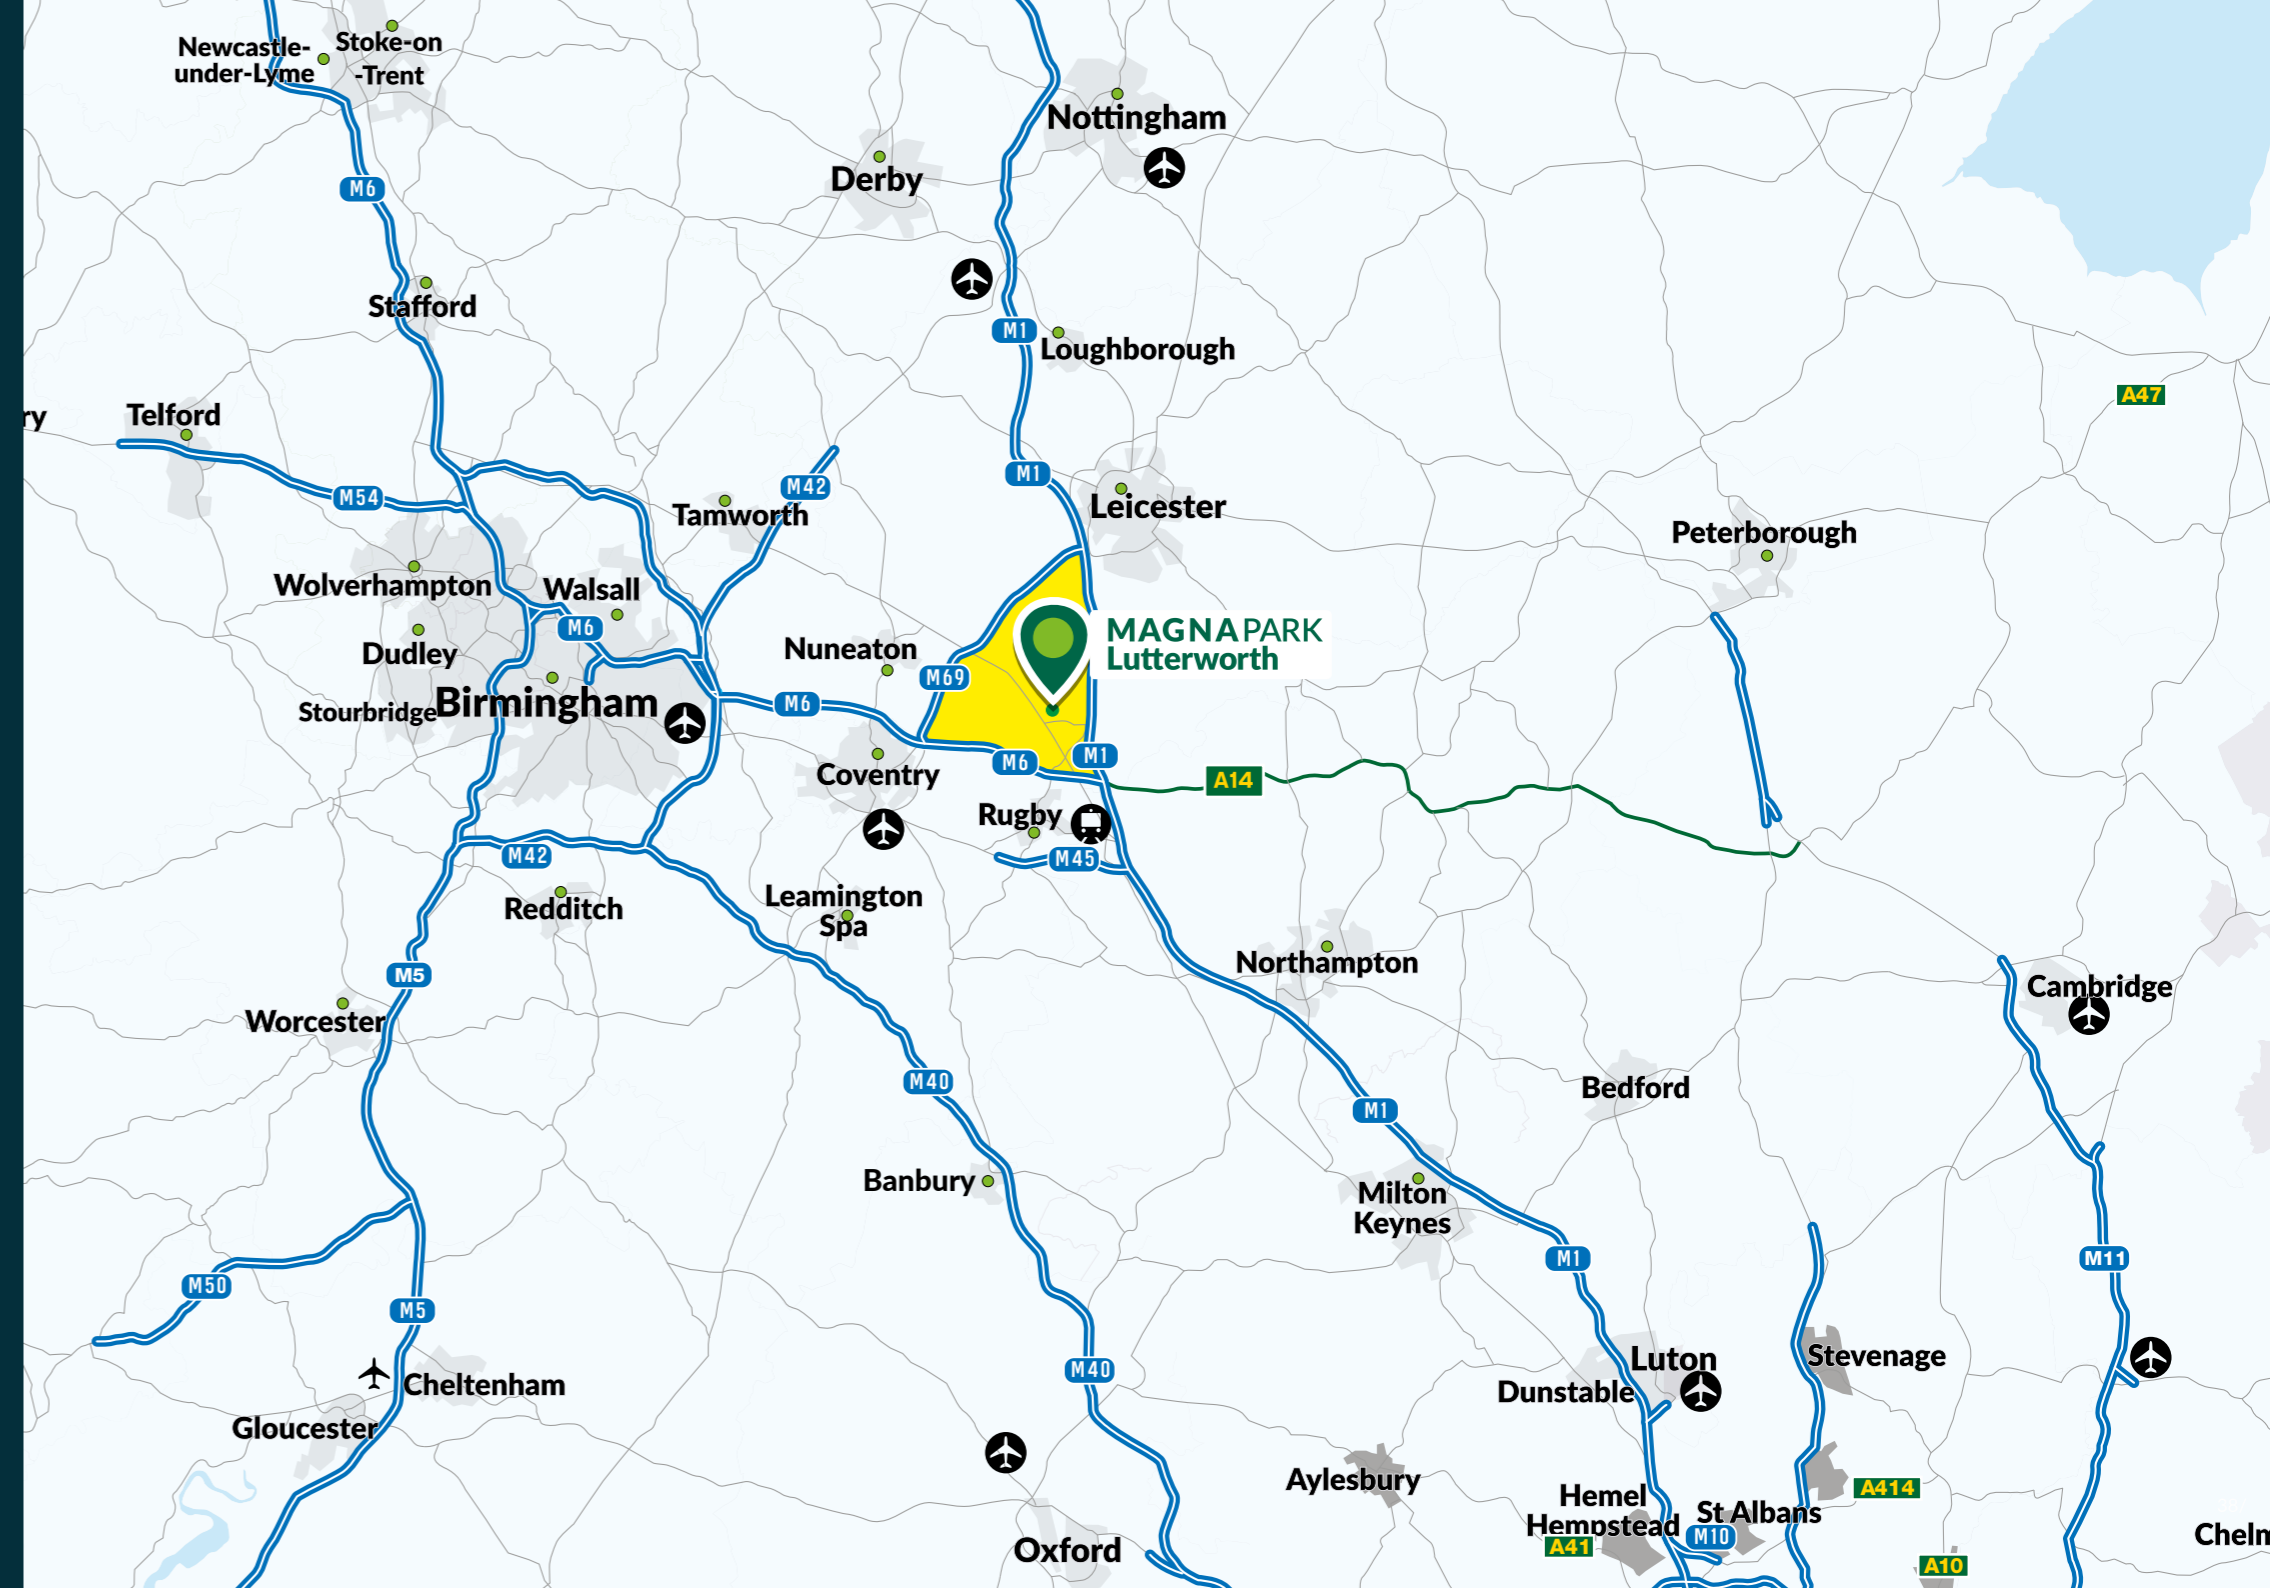 Newcastle-
under-Lyme
Stoke-on
-Trent
Nottingham
Derby
M6
Stafford
M1
Loughborough
A47
ry
Telford
M54
M42
M1
Tamworth
Leicester
Peterborough
Wolverhampton
Walsall
M6
Dudley
MAGNA PARK
Lutterworth
Nuneaton
M69
Stourbridge
Birmingham
M6
M6
M1
Coventry
A14
Rugby
M45
M42
Leamington
Spa
Redditch
Northampton
M5
Cambridge
Worcester
M40
Bedford
M1
Banbury
Milton
Keynes
M1
M11
M50
M5
M40
Luton
Stevenage
Dunstable
Cheltenham
Gloucester
Aylesbury
A414
Hemel
Hempstead
St Albans
M10
A41
Oxford
Chelm
A10